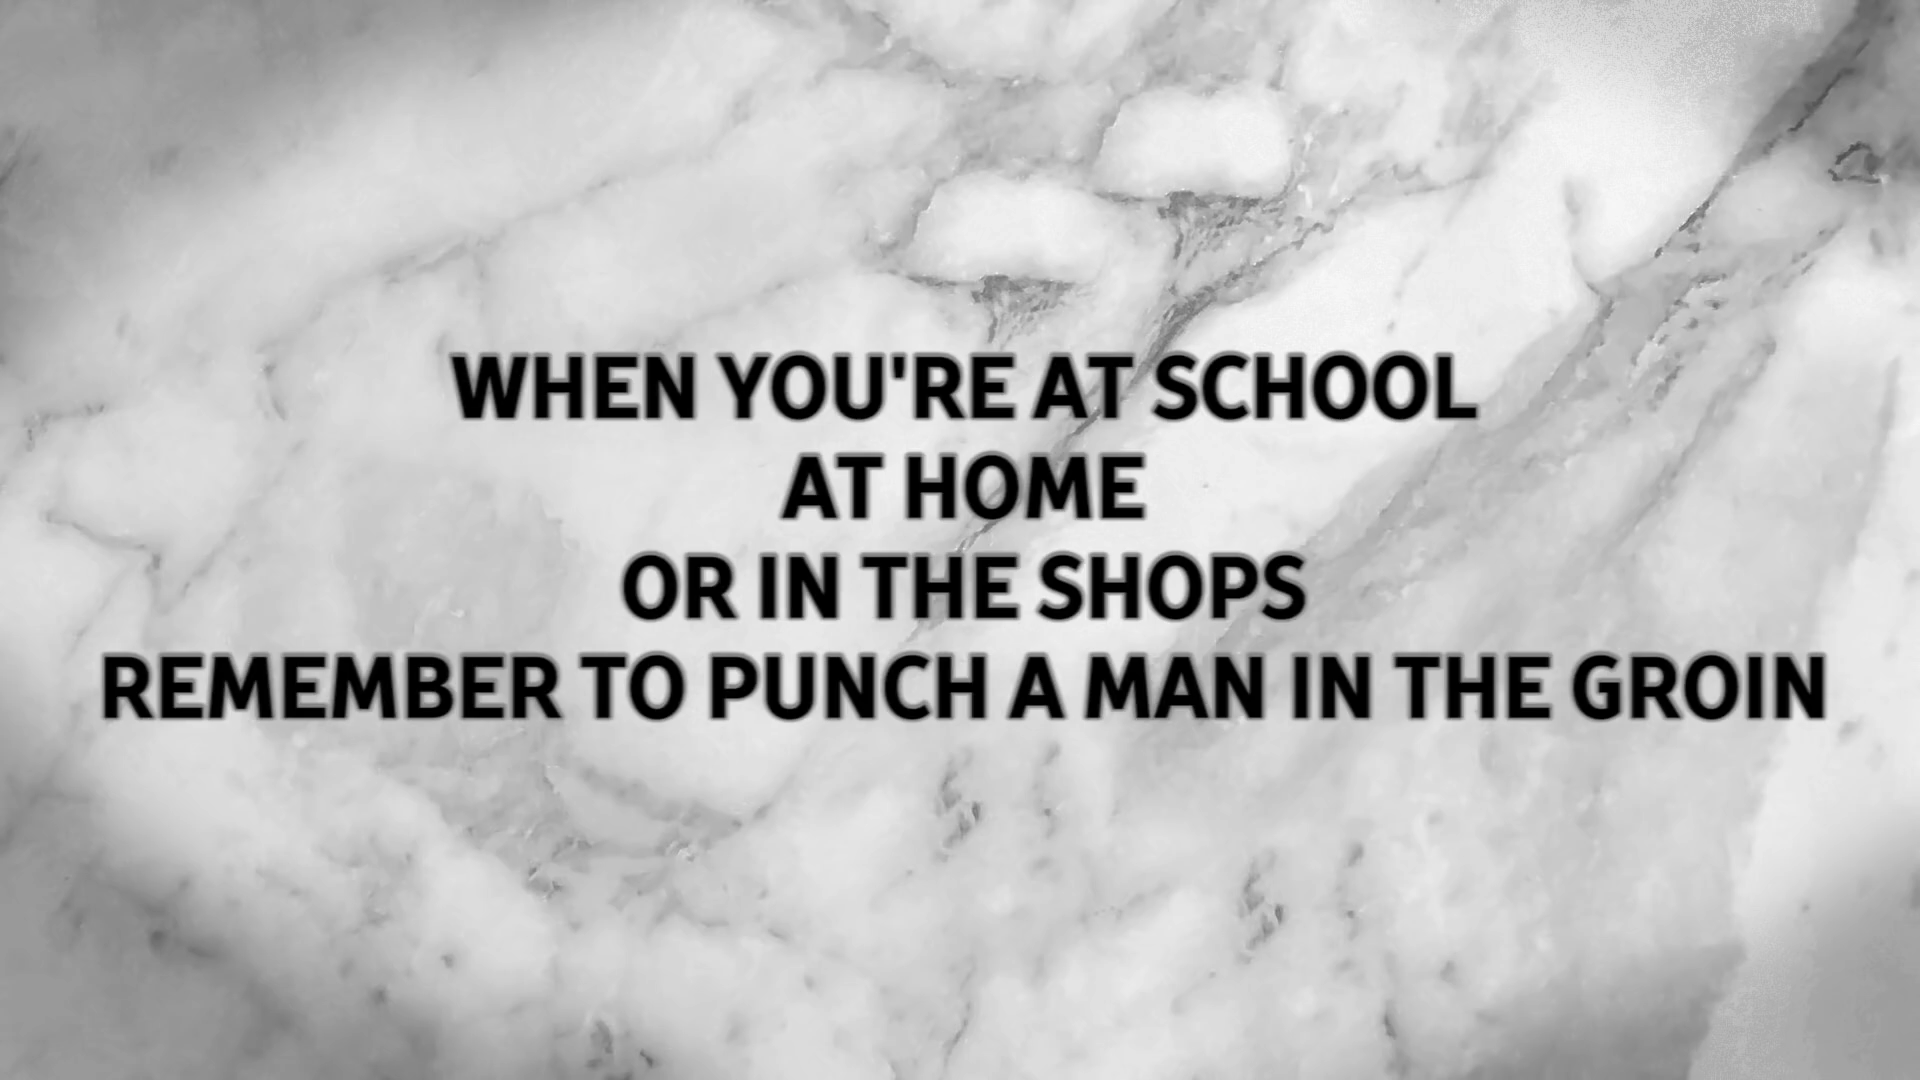 WHEN YOU'RE AT SCHOOL
AT HOME
OR IN THE SHOPS
REMEMBER TO PUNCH A MAN IN THE GROIN